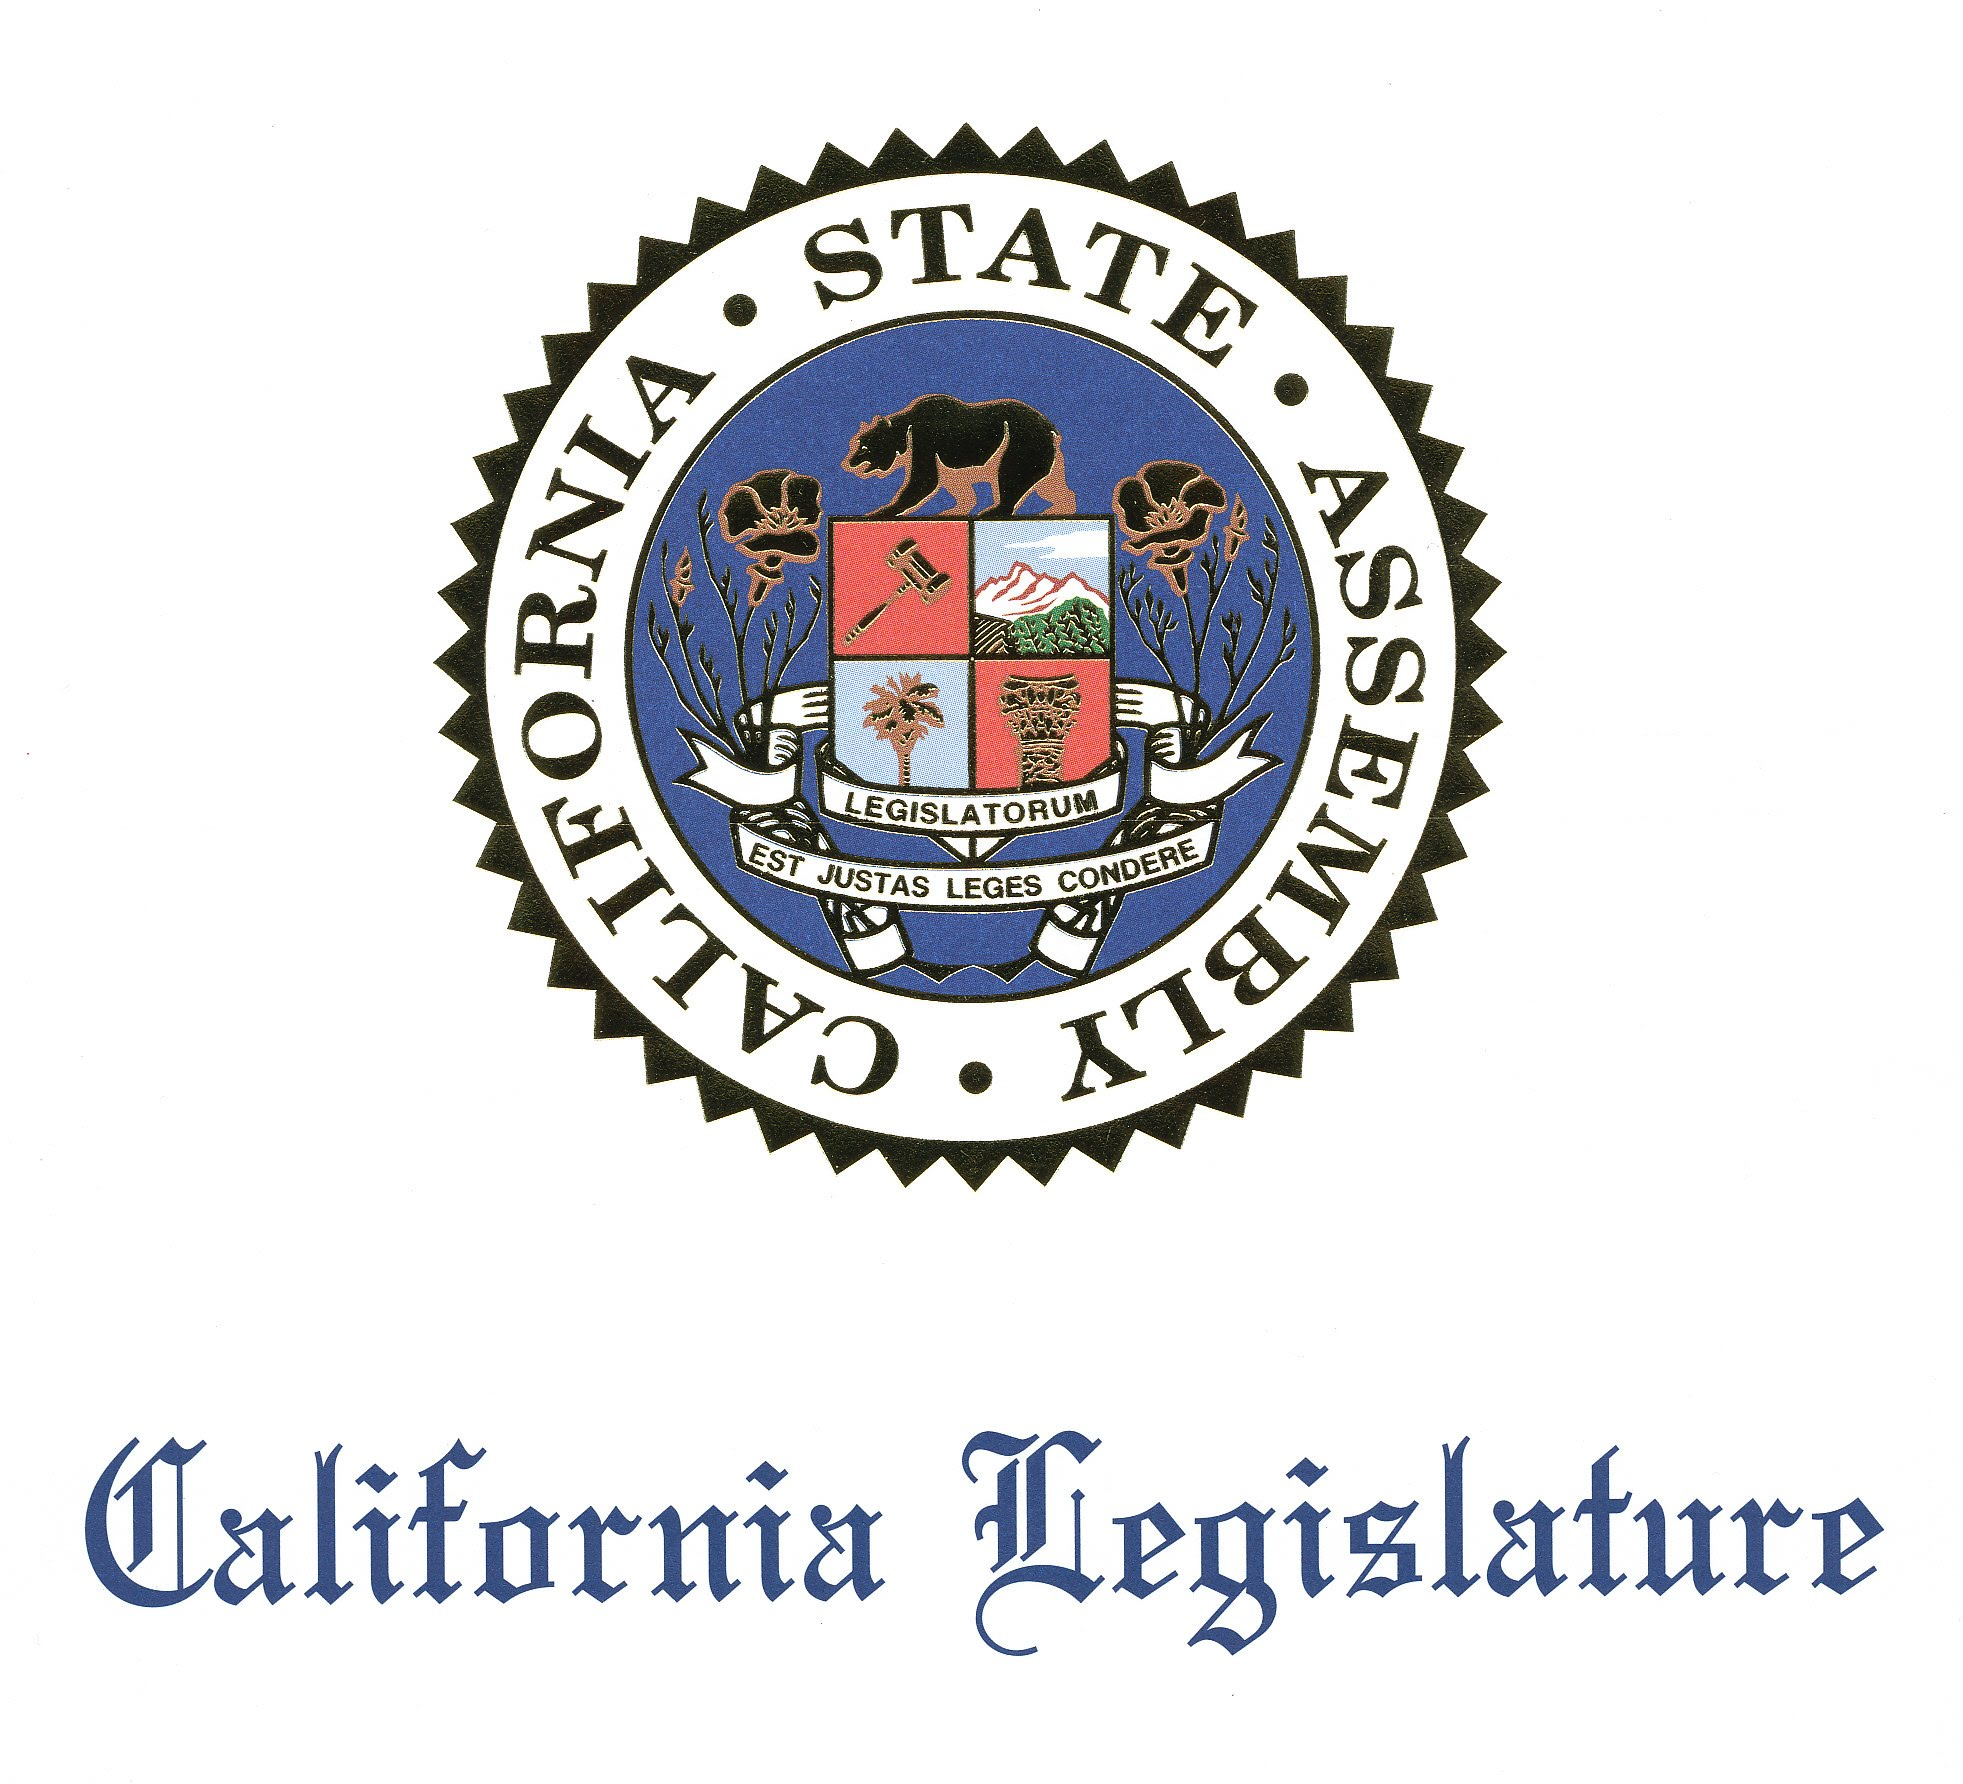 CALIFORNIA • STATE • ASSEMBLY •
LEGISLATORUM
EST JUSTAS LEGES CONDERE
California Legislature